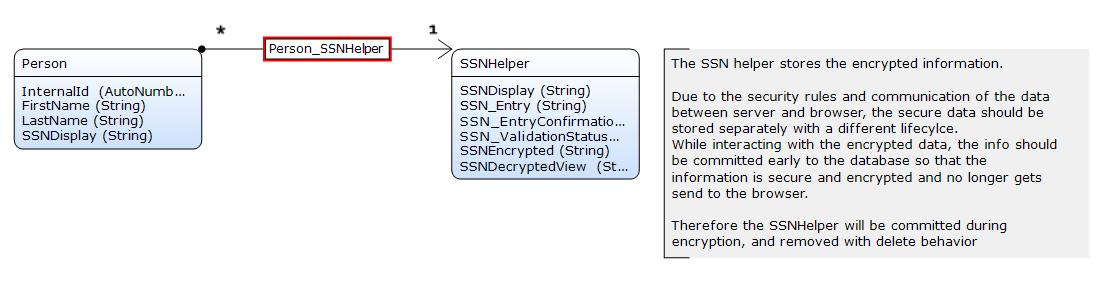 *
1
Person_SSNHelper
Person
InternalId (AutoNumb...
FirstName (String)
LastName (String)
SSNDisplay (String)
SSNHelper
SSNDisplay (String)
SSN_Entry (String)
SSN_EntryConfirmatio...
SSN_ValidationStatus...
SSNEncrypted (String)
SSNDecryptedView (St...
The SSN helper stores the encrypted information.
Due to the security rules and communication of the data
between server and browser, the secure data should be
stored separately with a different lifecylce.
While interacting with the encrypted data, the info should
be committed early to the database so that the
information is secure and encrypted and no longer gets
send to the browser.
Therefore the SSNHelper will be committed during
encryption, and removed with delete behavior